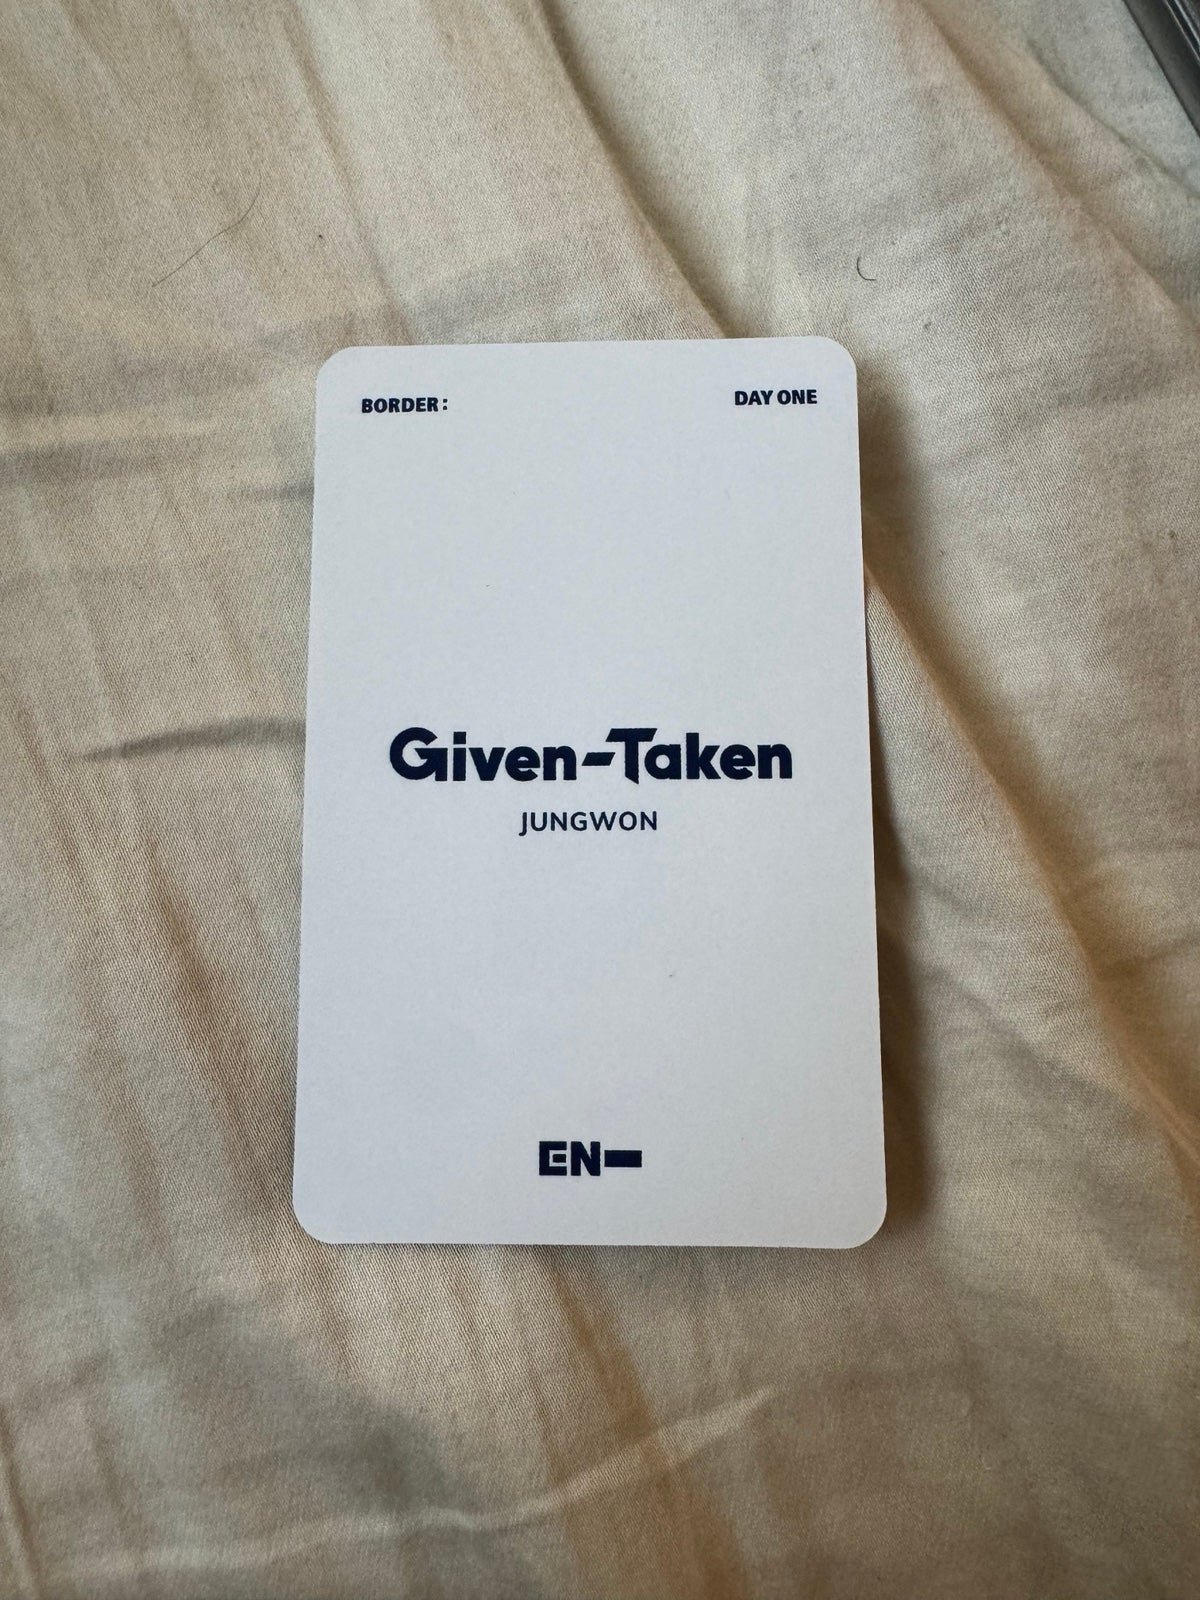 BORDER: DAY ONE
Given-Taken
JUNGWON
EN-